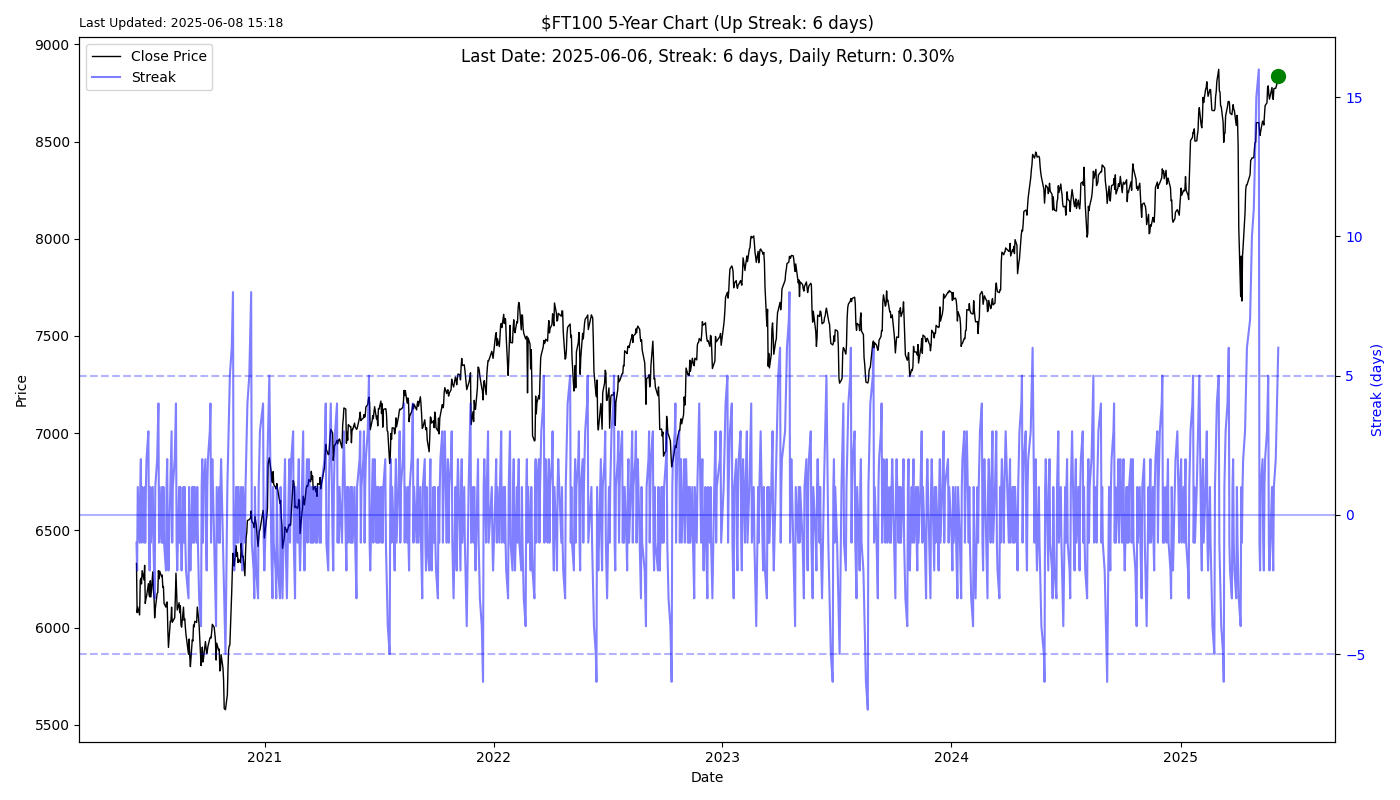 Last Updated: 2025-06-08 15:18
$FT100 5-Year Chart (Up Streak: 6 days)
Last Date: 2025-06-06, Streak: 6 days, Daily Return: 0.30%
Close Price
Streak
9000
8500
8000
7500
7000
6500
6000
5500
Price
15
10
5
0
−5
Streak (days)
2021
2022
2023
2024
2025
Date